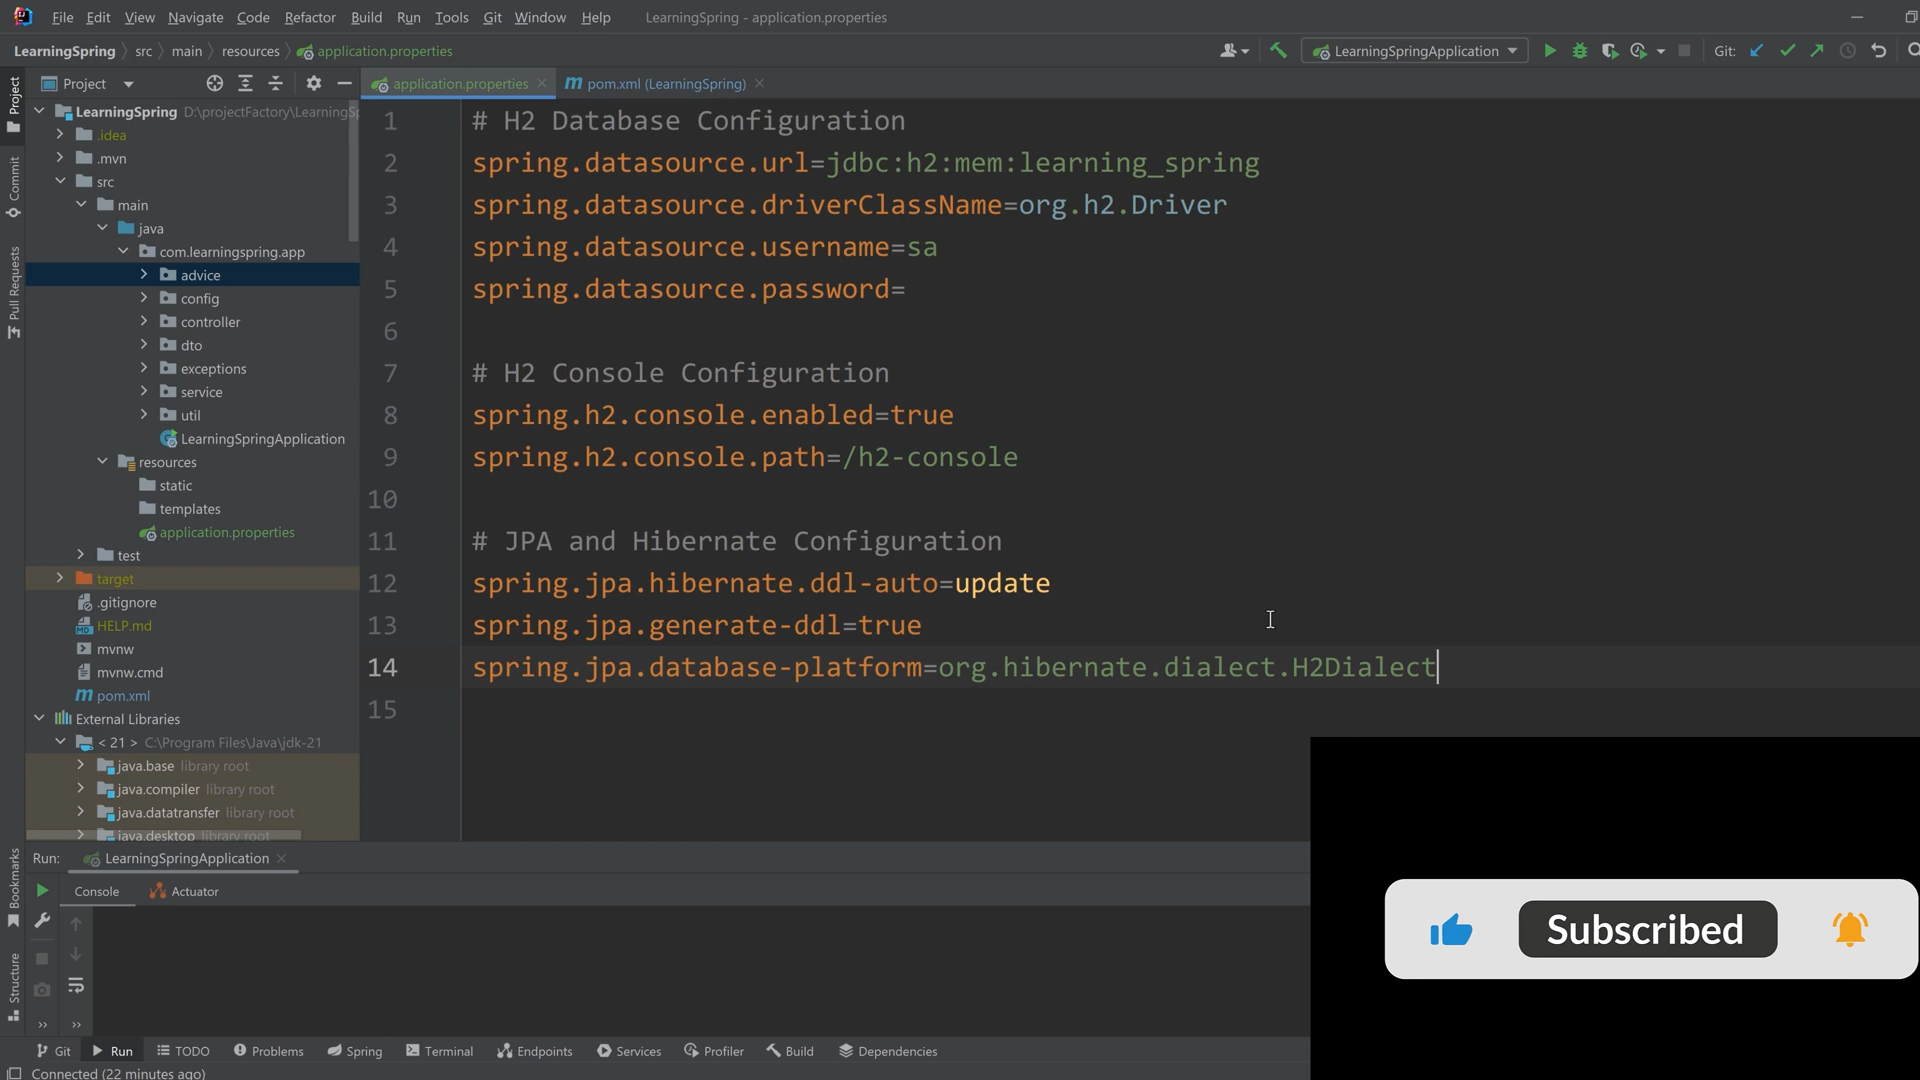 File Edit View Navigate Code Refactor Build Run Tools Git Window Help LearningSpring - application.properties
LearningSpring src main resources application.properties LearningSpringApplication Git:
Project application.properties pom.xml (LearningSpring)
Project
Commit
Pull Requests
Bookmarks
Structure
LearningSpring D:\projectFactory\LearningSp
.idea
.mvn
src
main
java
com.learningspring.app
advice
config
controller
dto
exceptions
service
util
LearningSpringApplication
resources
static
templates
application.properties
test
target
.gitignore
HELP.md
mvnw
mvnw.cmd
pom.xml
External Libraries
< 21 > C:\Program Files\Java\jdk-21
java.base library root
java.compiler library root
java.datatransfer library root
java.desktop library root
1 # H2 Database Configuration
2 spring.datasource.url=jdbc:h2:mem:learning_spring
3 spring.datasource.driverClassName=org.h2.Driver
4 spring.datasource.username=sa
5 spring.datasource.password=
6
7 # H2 Console Configuration
8 spring.h2.console.enabled=true
9 spring.h2.console.path=/h2-console
10
11 # JPA and Hibernate Configuration
12 spring.jpa.hibernate.ddl-auto=update
13 spring.jpa.generate-ddl=true
14 spring.jpa.database-platform=org.hibernate.dialect.H2Dialect
15
Run: LearningSpringApplication
Console Actuator
Subscribed
Git Run TODO Problems Spring Terminal Endpoints Services Profiler Build Dependencies
Connected (22 minutes ago)